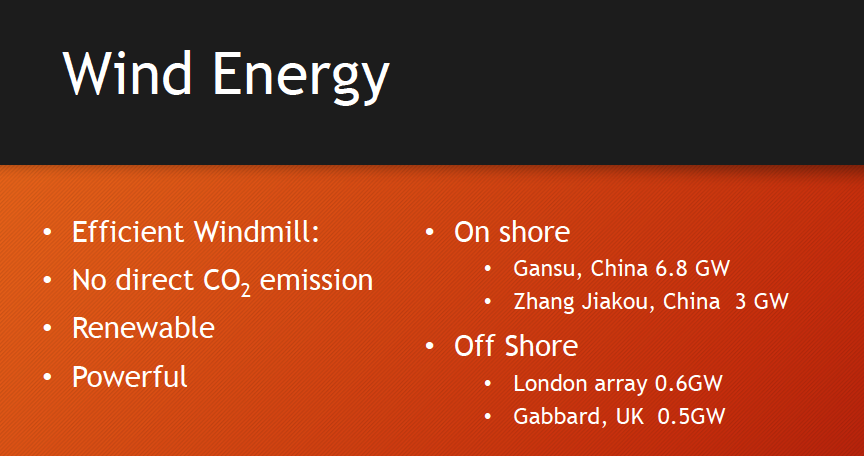 Wind Energy
• Efficient Windmill:
• No direct CO₂ emission
• Renewable
• Powerful
• On shore
• Gansu, China 6.8 GW
• Zhang Jiakou, China  3 GW
• Off Shore
• London array 0.6GW
• Gabbard, UK  0.5GW